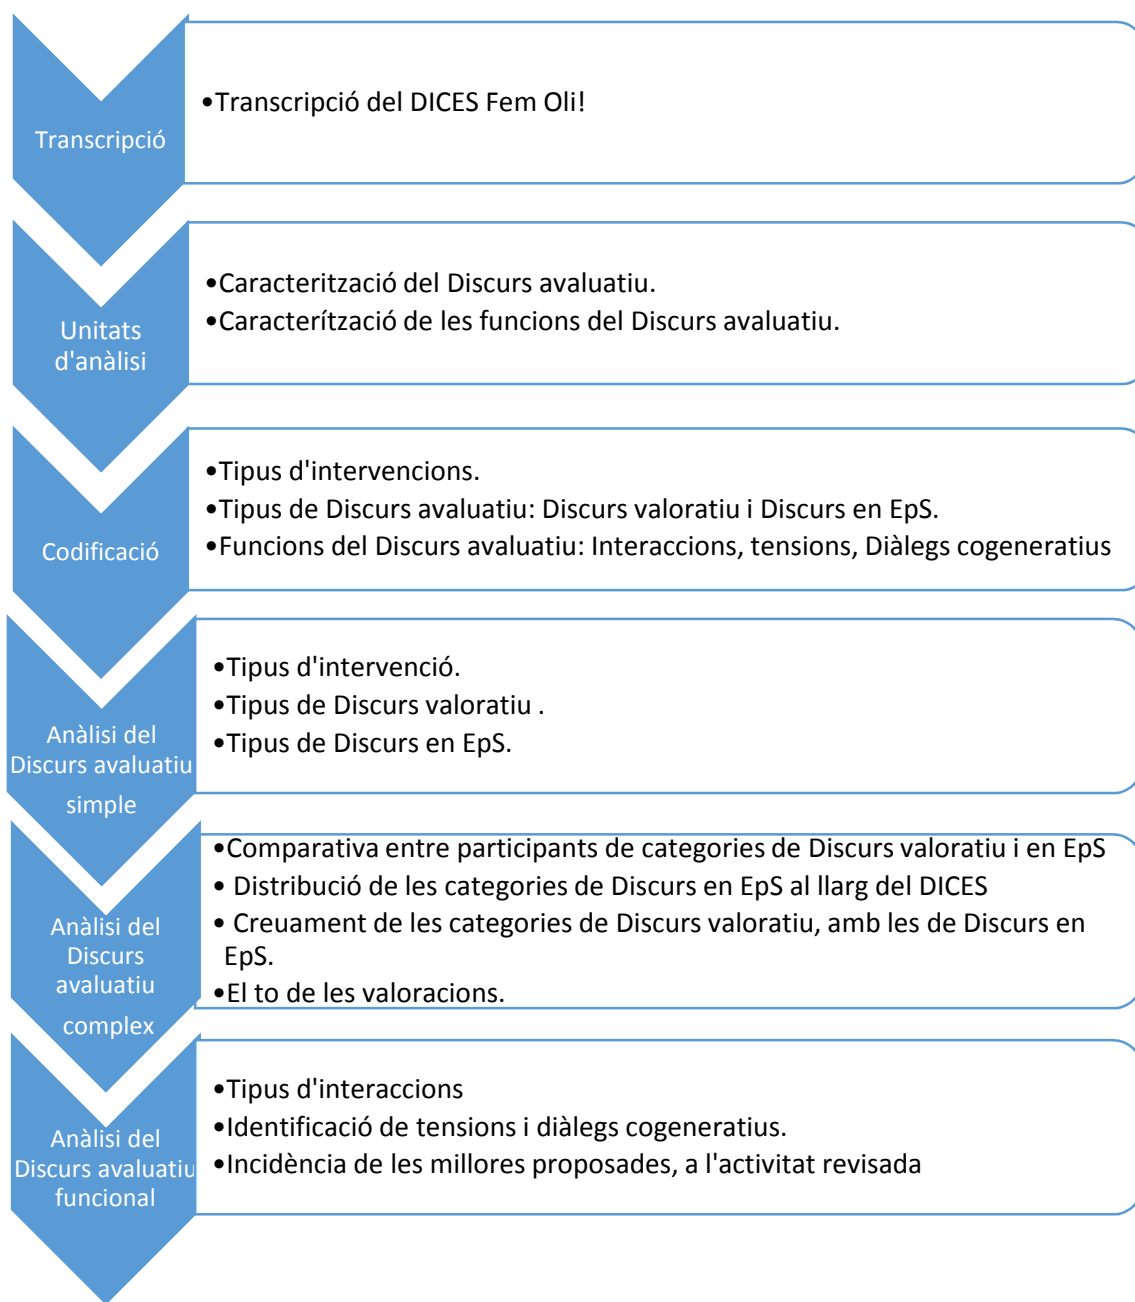 Transcripció
•Transcripció del DICES Fem Oli!
Unitats
d'anàlisi
•Caracterització del Discurs avaluatiu.
•Caracterítzació de les funcions del Discurs avaluatiu.
Codificació
•Tipus d'intervencions.
•Tipus de Discurs avaluatiu: Discurs valoratiu i Discurs en EpS.
•Funcions del Discurs avaluatiu: Interaccions, tensions, Diàlegs cogeneratius
Anàlisi del
Discurs avaluatiu
simple
•Tipus d'intervenció.
•Tipus de Discurs valoratiu .
•Tipus de Discurs en EpS.
Anàlisi del
Discurs
avaluatiu
complex
•Comparativa entre participants de categories de Discurs valoratiu i en EpS
• Distribució de les categories de Discurs en EpS al llarg del DICES
• Creuament de les categories de Discurs valoratiu, amb les de Discurs en
EpS.
•El to de les valoracions.
Anàlisi del
Discurs avaluatiu
funcional
•Tipus d'interaccions
•Identificació de tensions i diàlegs cogeneratius.
•Incidència de les millores proposades, a l'activitat revisada